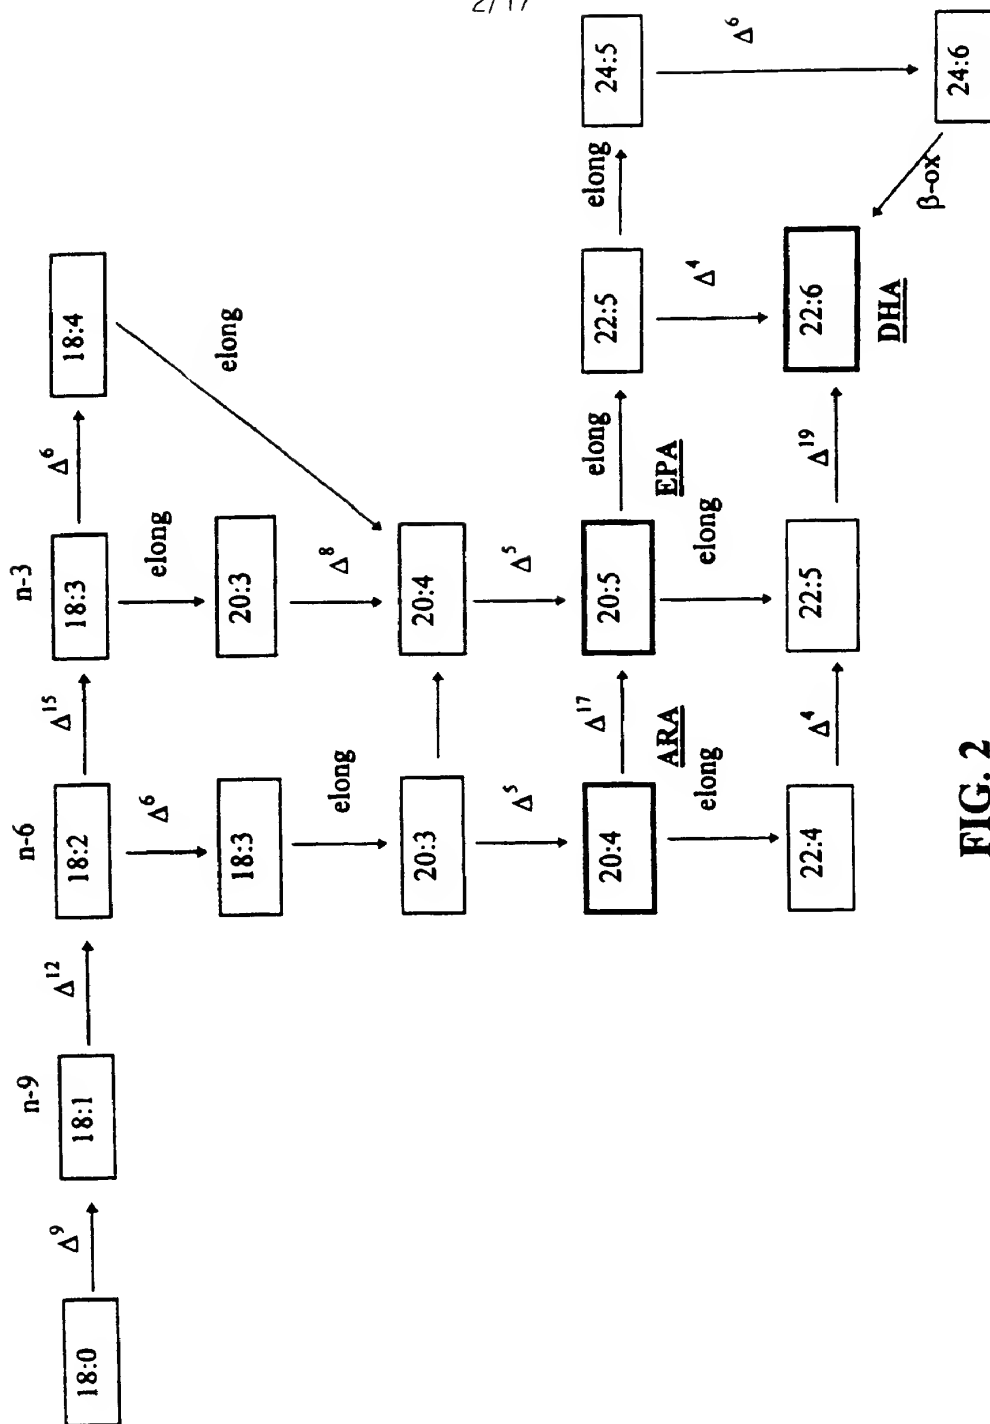 2/17
n-9
n-6
n-3
18:0
Δ⁹
18:1
Δ¹²
18:2
Δ¹⁵
18:3
Δ⁶
18:4
Δ⁶
elong
elong
18:3
20:3
elong
Δ⁸
20:3
20:4
Δ⁵
Δ⁵
20:4
Δ¹⁷
20:5
elong
22:5
elong
24:5
ARA
EPA
elong
elong
Δ⁴
Δ⁶
22:4
Δ⁴
22:5
Δ¹⁹
22:6
DHA
β-ox
24:6
FIG. 2